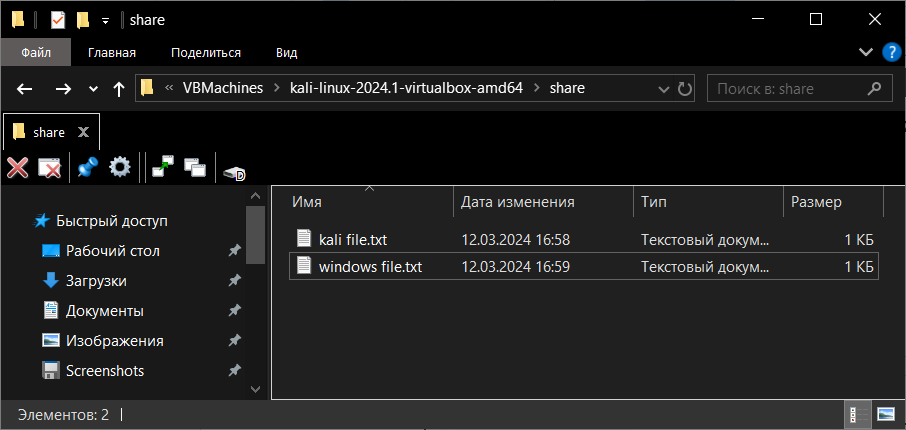 share
Файл Главная Поделиться Вид
VBMachines kali-linux-2024.1-virtualbox-amd64 share Поиск в: share
share
D
Имя Дата изменения Тип Размер
Быстрый доступ
Рабочий стол
Загрузки
Документы
Изображения
Screenshots
kali file.txt 12.03.2024 16:58 Текстовый докум... 1 КБ
windows file.txt 12.03.2024 16:59 Текстовый докум... 1 КБ
Элементов: 2